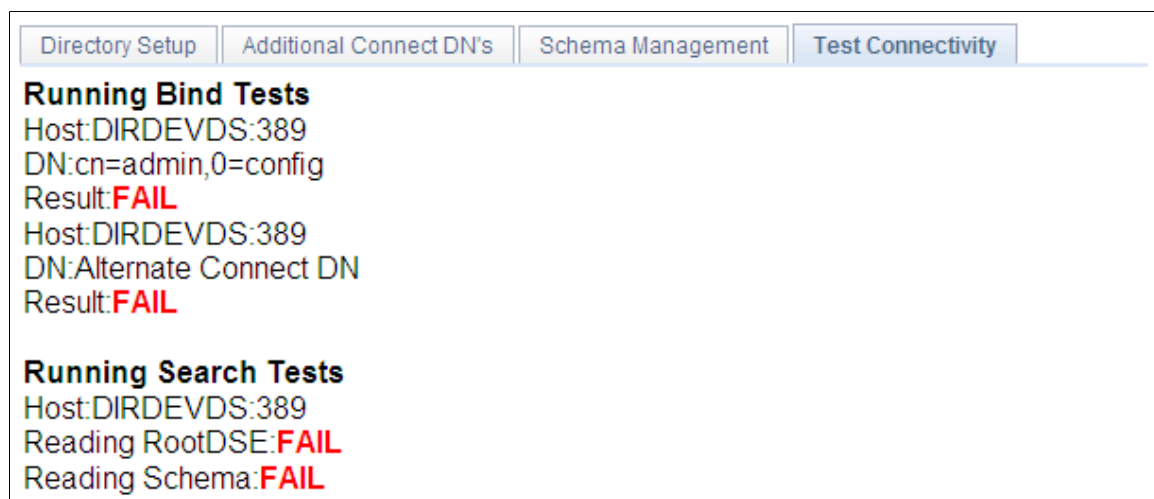 Directory Setup Additional Connect DN's Schema Management Test Connectivity
Running Bind Tests
Host:DIRDEVDS:389
DN:cn=admin,0=config
Result:FAIL
Host:DIRDEVDS:389
DN:Alternate Connect DN
Result:FAIL
Running Search Tests
Host:DIRDEVDS:389
Reading RootDSE:FAIL
Reading Schema:FAIL